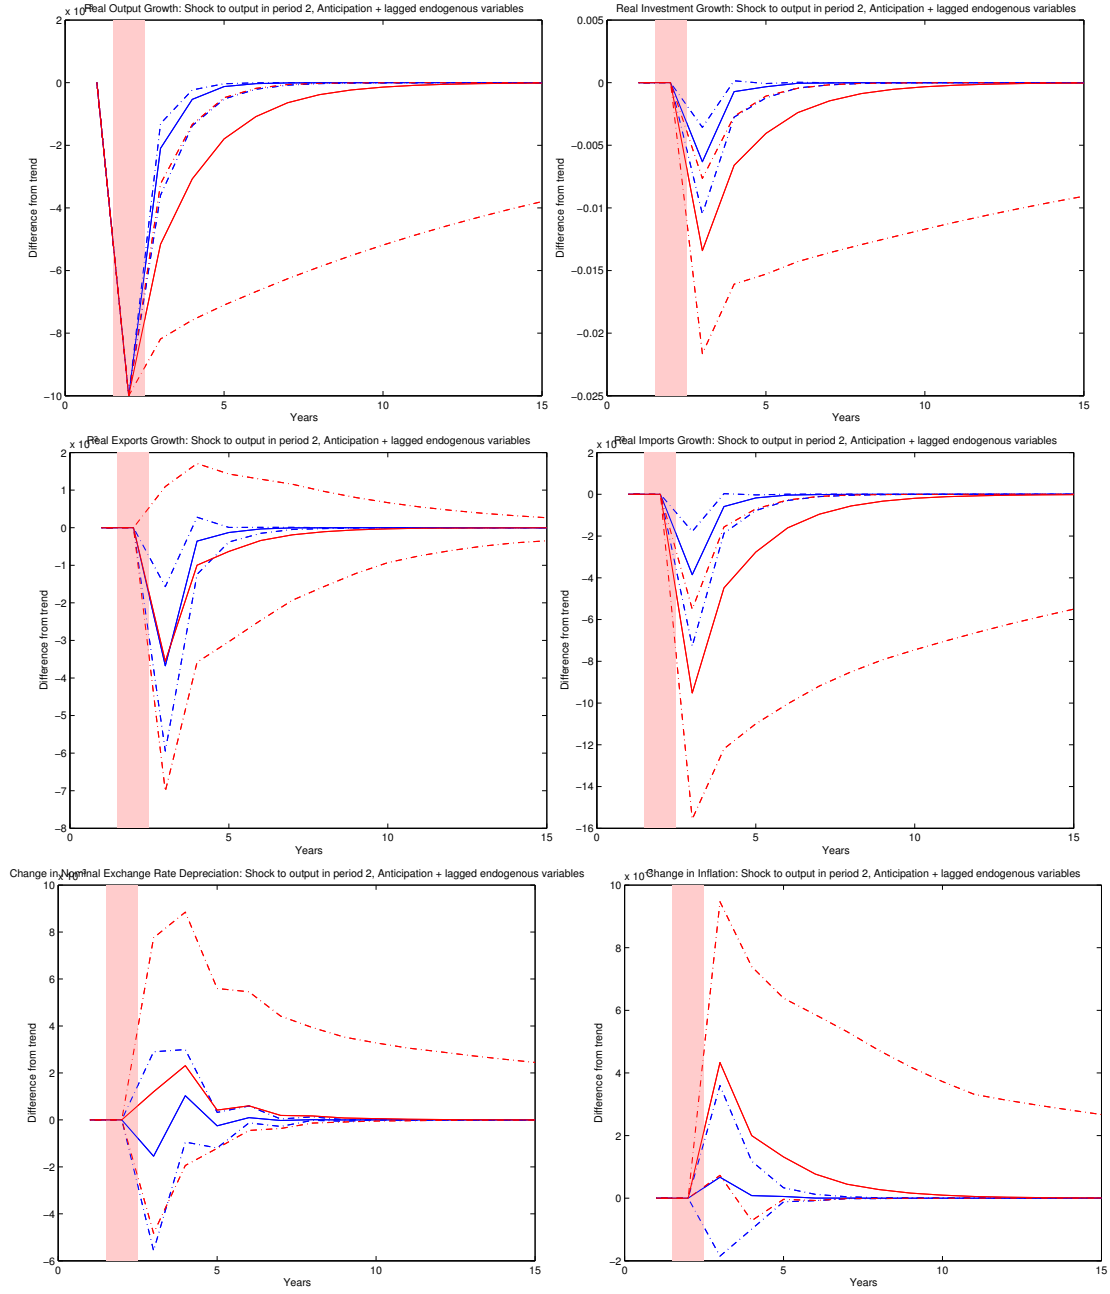 Real Output Growth: Shock to output in period 2, Anticipation + lagged endogenous variables
x 10
2
0
−2
−4
−6
−8
−10
Difference from trend
0 5 10 15
Years
Real Investment Growth: Shock to output in period 2, Anticipation + lagged endogenous variables
0.005
0
−0.005
−0.01
−0.015
−0.02
−0.025
Difference from trend
0 5 10 15
Years
Real Exports Growth: Shock to output in period 2, Anticipation + lagged endogenous variables
x 10
2
1
0
−1
−2
−3
−4
−5
−6
−7
−8
Difference from trend
0 5 10 15
Years
Real Imports Growth: Shock to output in period 2, Anticipation + lagged endogenous variables
x 10
2
0
−2
−4
−6
−8
−10
−12
−14
−16
Difference from trend
0 5 10 15
Years
Change in Nominal Exchange Rate Depreciation: Shock to output in period 2, Anticipation + lagged endogenous variables
x 10
10
8
6
4
2
0
−2
−4
−6
Difference from trend
0 5 10 15
Years
Change in Inflation: Shock to output in period 2, Anticipation + lagged endogenous variables
x 10
10
8
6
4
2
0
−2
Difference from trend
0 5 10 15
Years